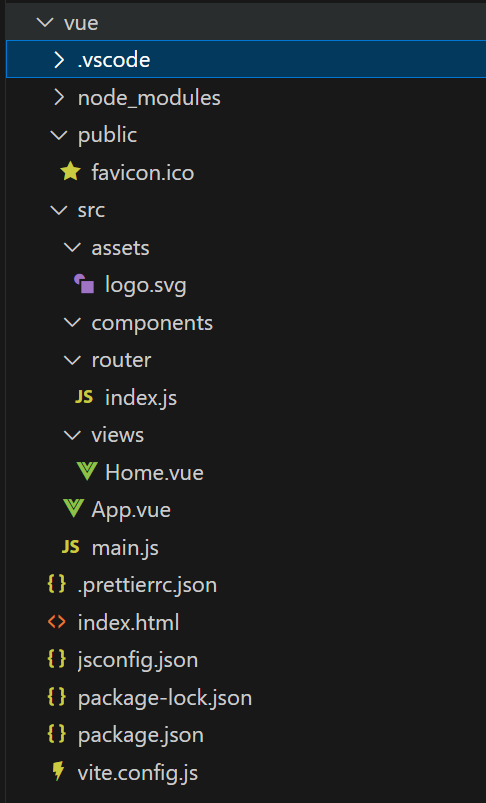 vue
.vscode
node_modules
public
favicon.ico
src
assets
logo.svg
components
router
JS index.js
views
Home.vue
App.vue
JS main.js
{} .prettierrc.json
<> index.html
{} jsconfig.json
{} package-lock.json
{} package.json
vite.config.js